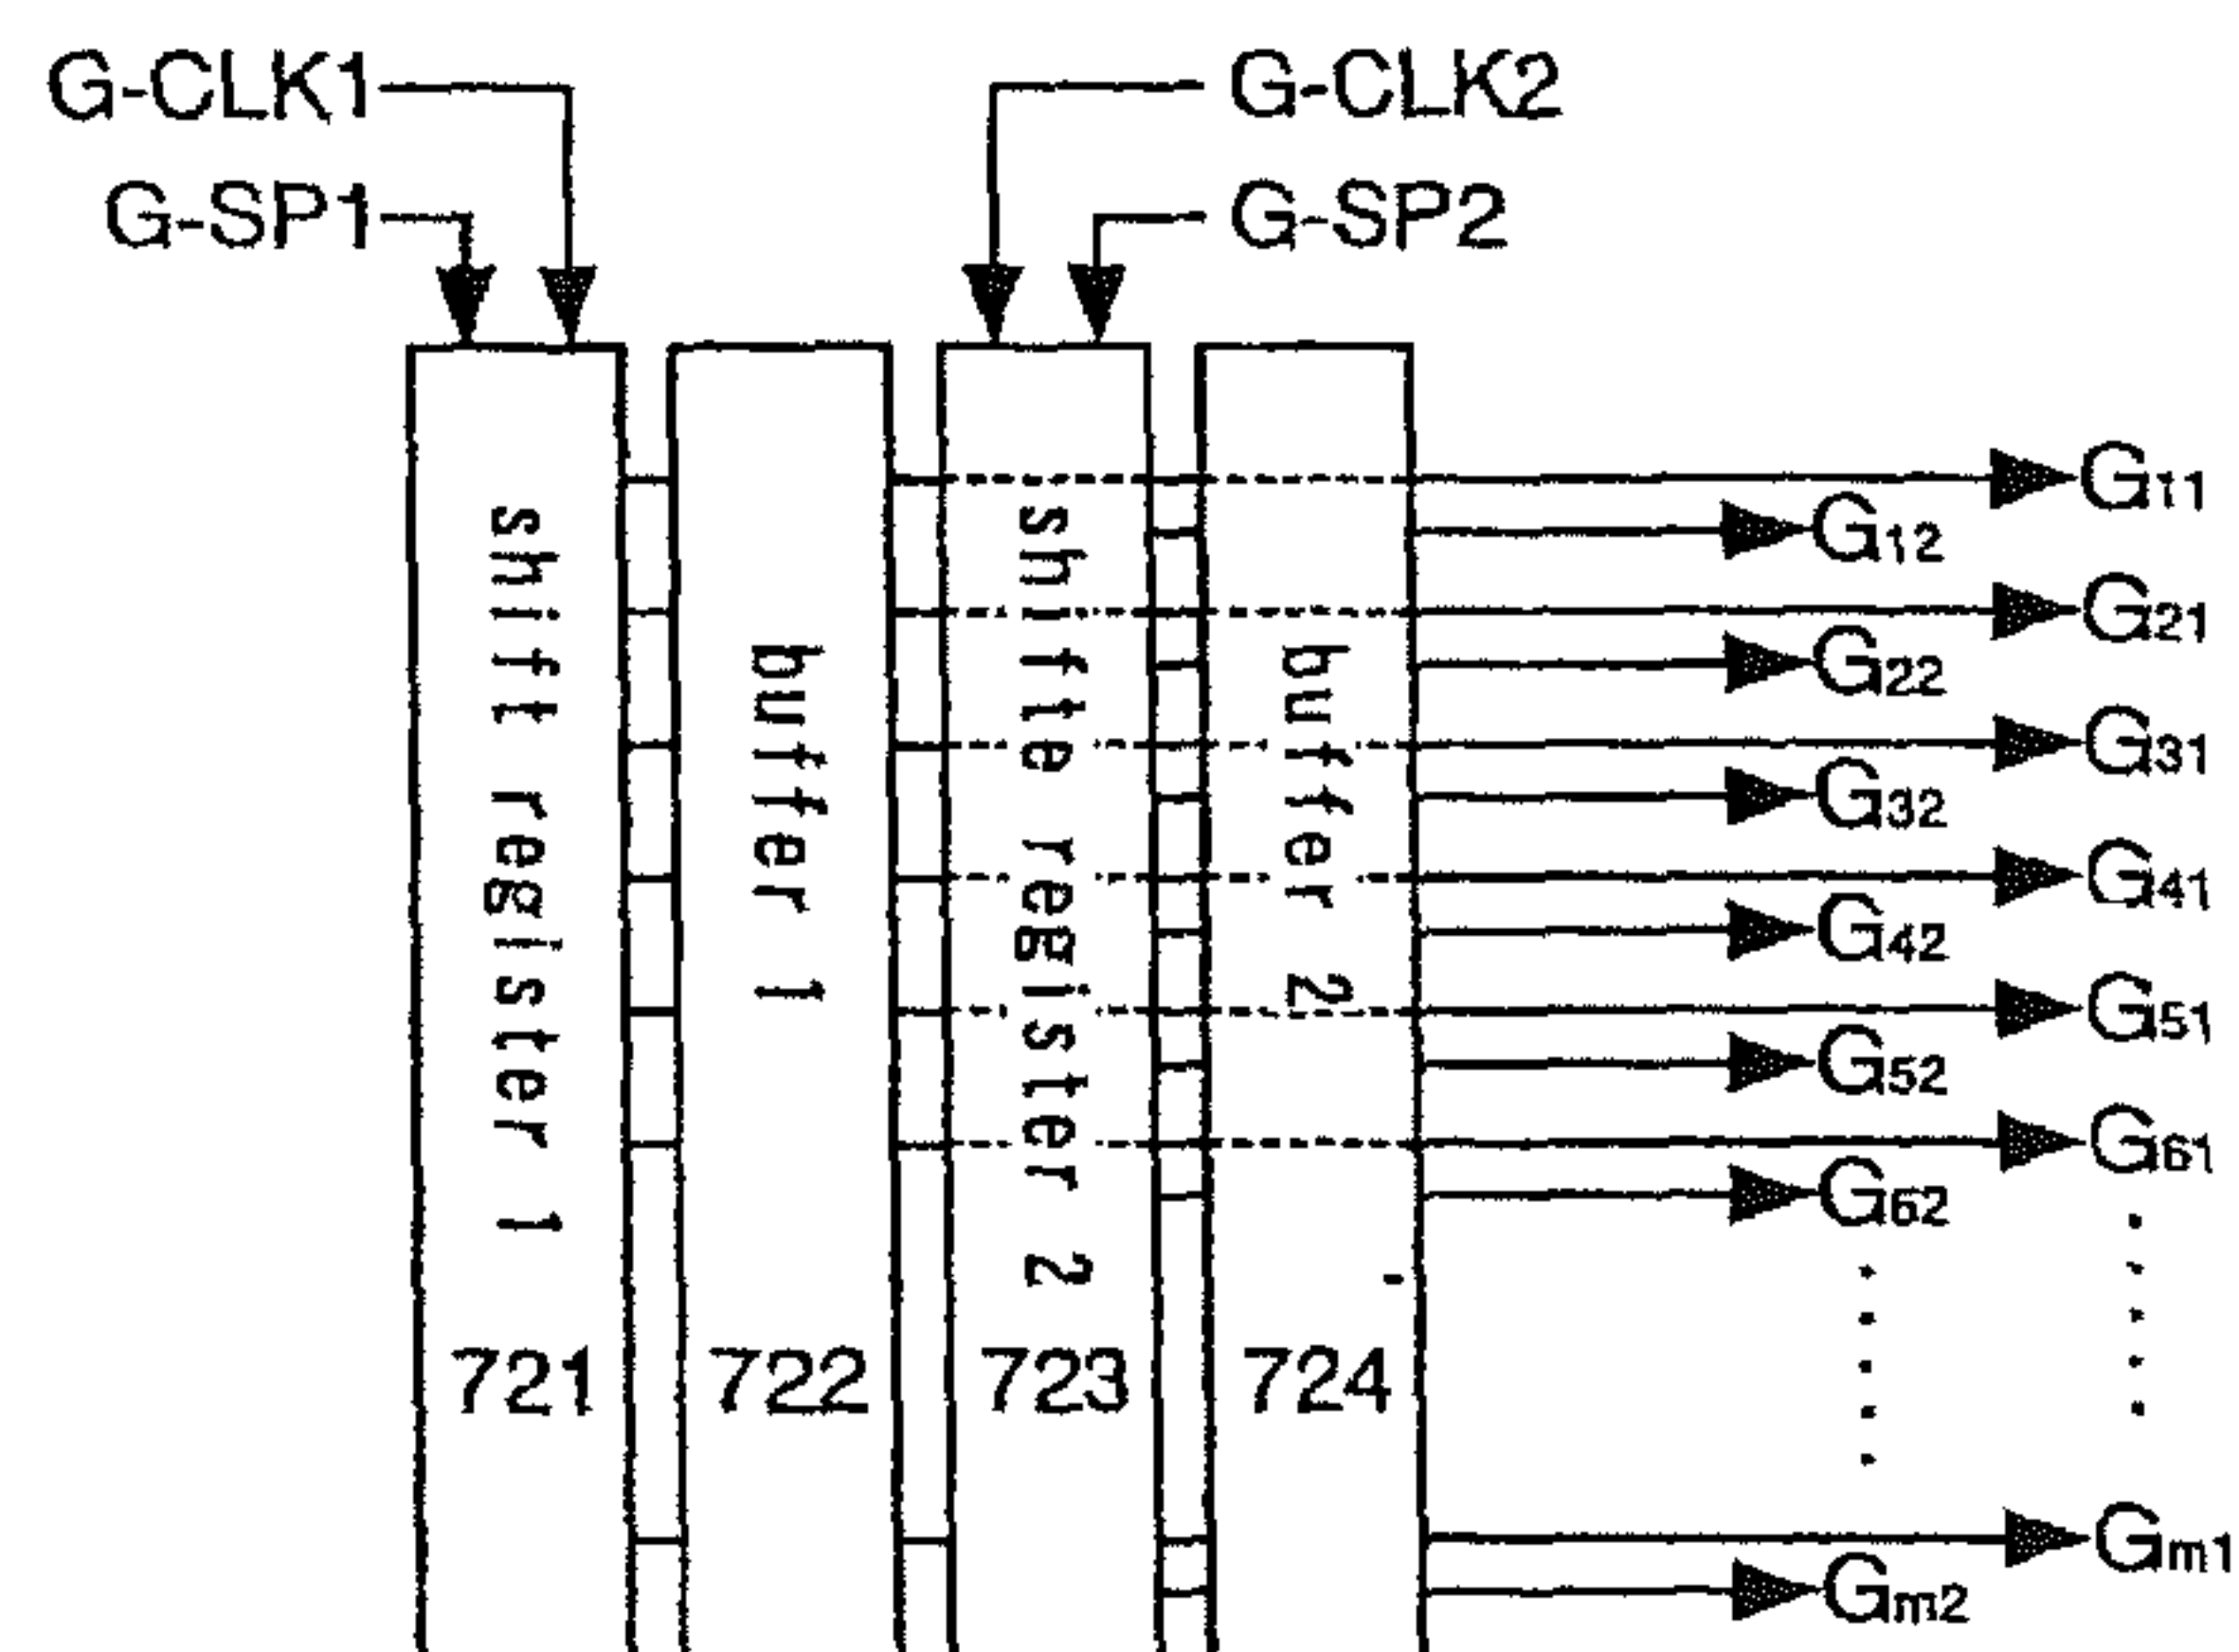 G-CLK1
G-SP1
G-CLK2
G-SP2
shift register 1
721
buffer 1
722
shifte register 2
723
buffer 2
724
G11
G12
G21
G22
G31
G32
G41
G42
G51
G52
G61
G62
Gm1
Gm2